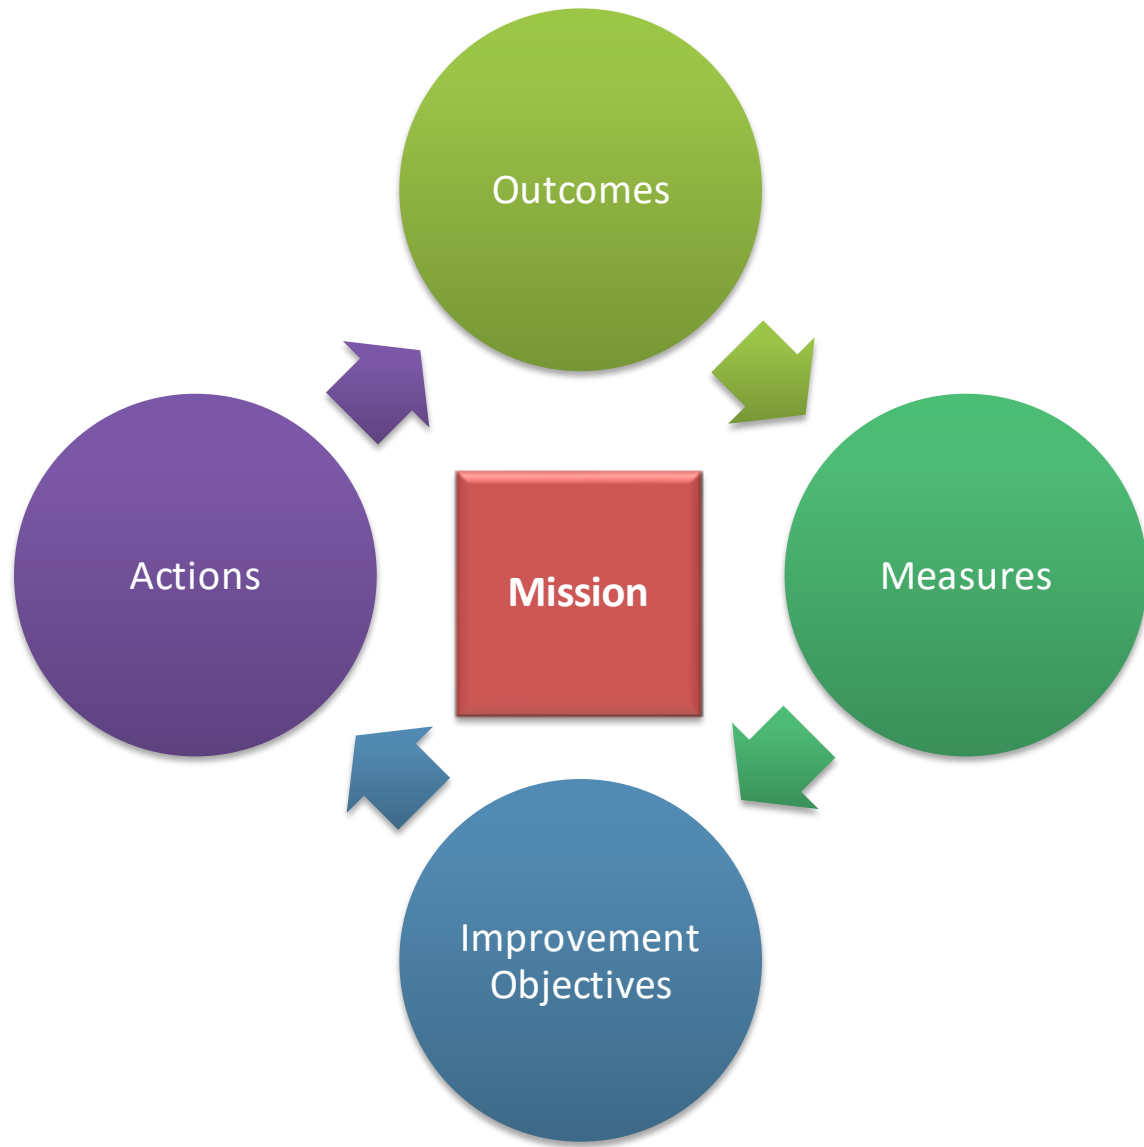 Outcomes
Actions
Mission
Measures
Improvement
Objectives